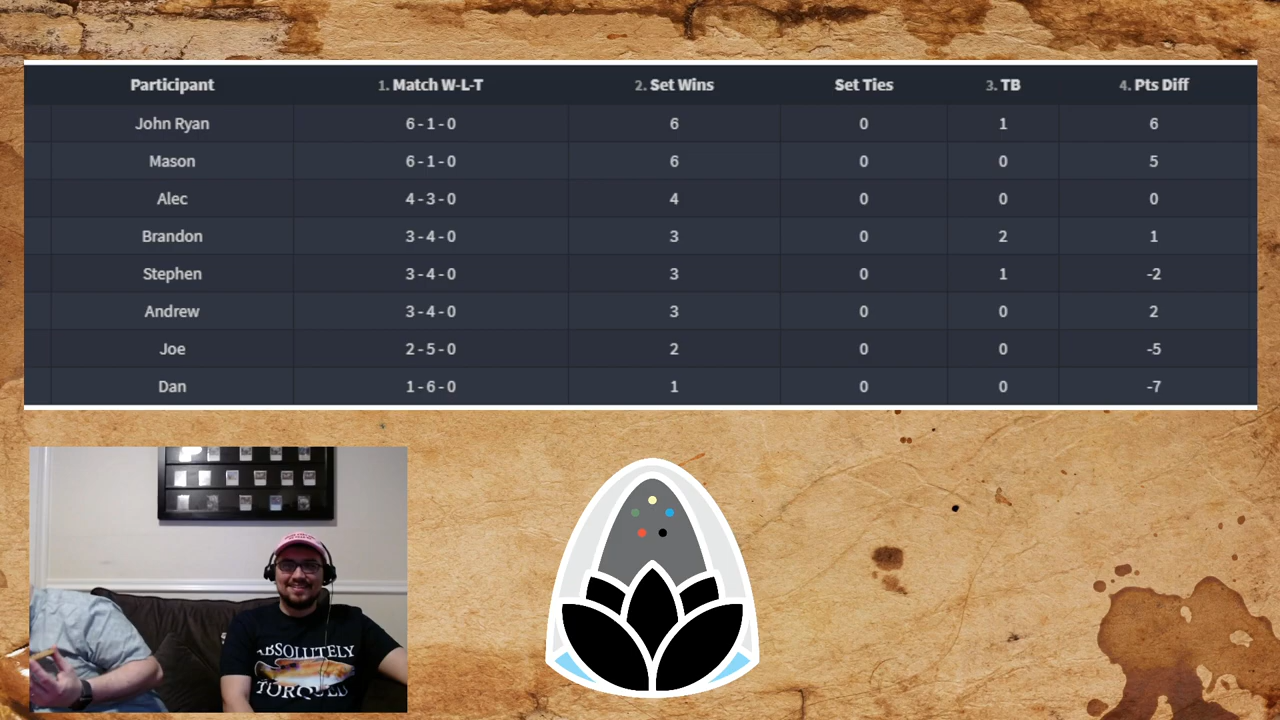 Participant 1. Match W-L-T 2. Set Wins Set Ties 3. TB 4. Pts Diff
John Ryan 6 - 1 - 0 6 0 1 6
Mason 6 - 1 - 0 6 0 0 5
Alec 4 - 3 - 0 4 0 0 0
Brandon 3 - 4 - 0 3 0 2 1
Stephen 3 - 4 - 0 3 0 1 -2
Andrew 3 - 4 - 0 3 0 0 2
Joe 2 - 5 - 0 2 0 0 -5
Dan 1 - 6 - 0 1 0 0 -7
ABSOLUTELY
TORQUED